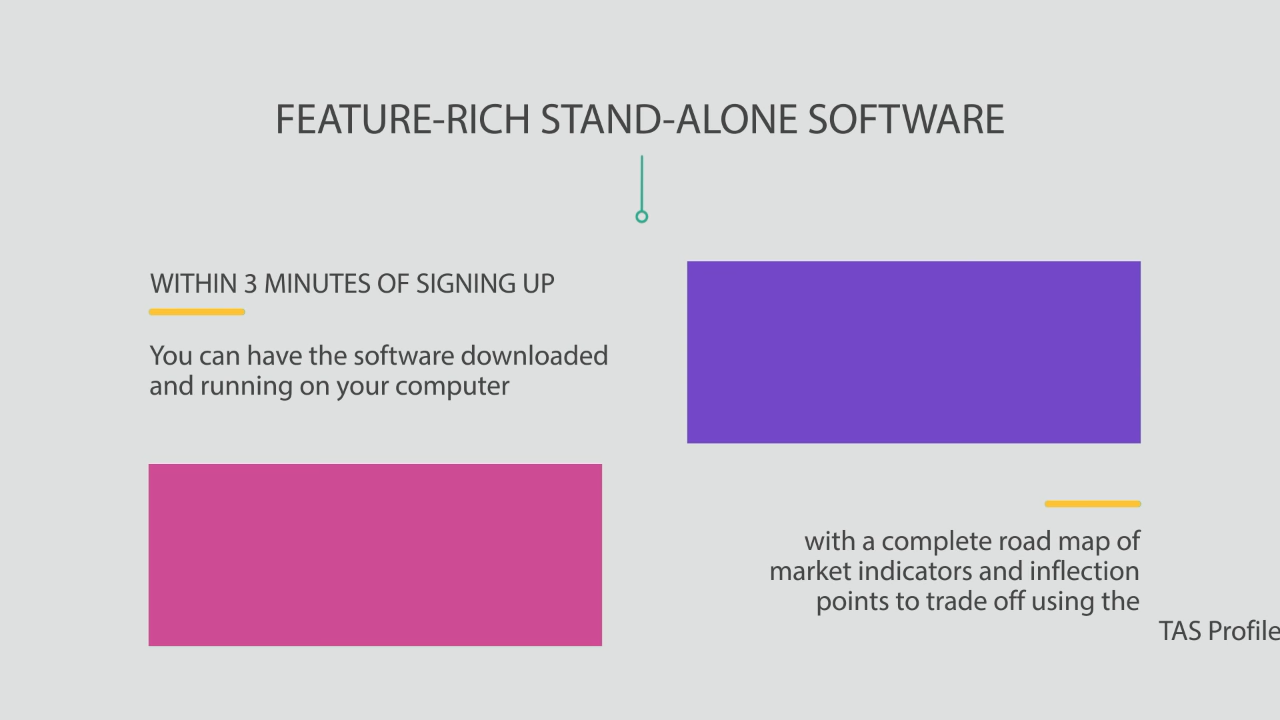 FEATURE-RICH STAND-ALONE SOFTWARE
WITHIN 3 MINUTES OF SIGNING UP
You can have the software downloaded
and running on your computer
with a complete road map of
market indicators and inflection
points to trade off using the
TAS Profile